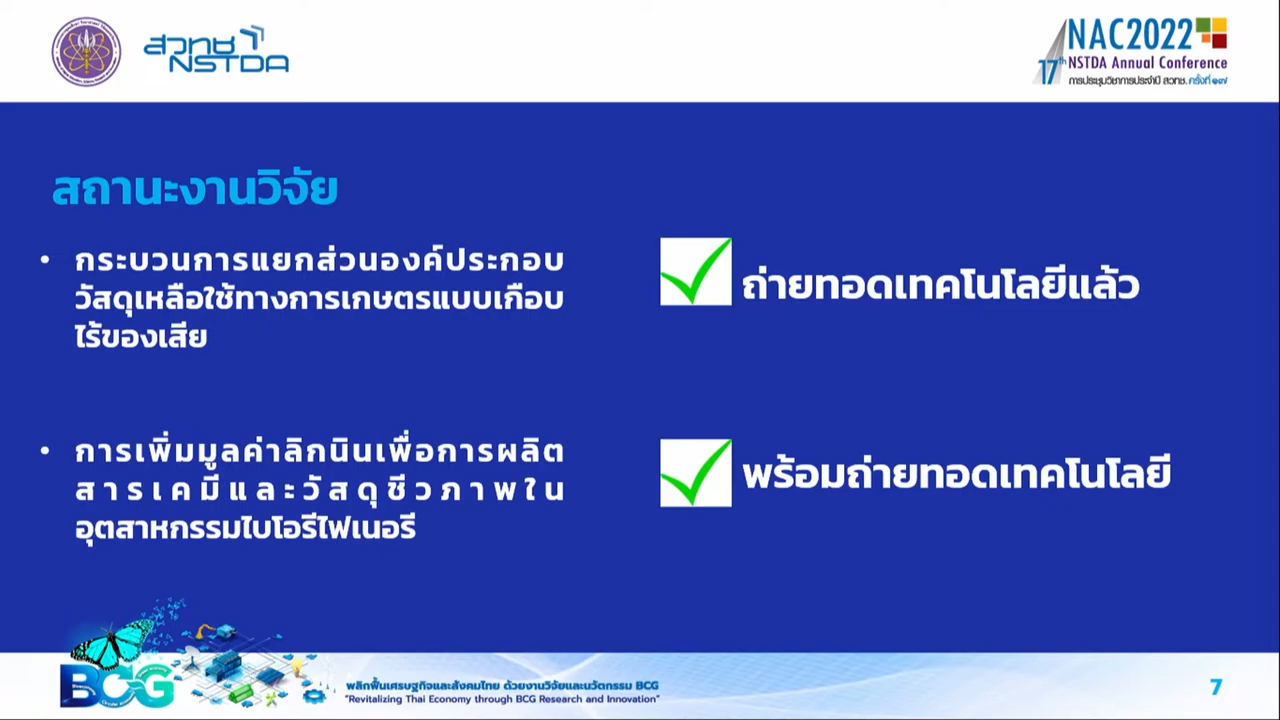 สวทช
NSTDA
NAC2022
17th NSTDA Annual Conference
การประชุมวิชาการประจำปี สวทช. ครั้งที่ ๑๗
สถานะงานวิจัย
• กระบวนการแยกส่วนองค์ประกอบ
วัสดุเหลือใช้ทางการเกษตรแบบเกือบ
ไร้ของเสีย
ถ่ายทอดเทคโนโลยีแล้ว
• การเพิ่มมูลค่าลิกนินเพื่อการผลิต
สารเคมีและวัสดุชีวภาพใน
อุตสาหกรรมไบโอรีไฟเนอรี
พร้อมถ่ายทอดเทคโนโลยี
BCG
พลิกฟื้นเศรษฐกิจและสังคมไทย ด้วยงานวิจัยและนวัตกรรม BCG
"Revitalizing Thai Economy through BCG Research and Innovation"
7